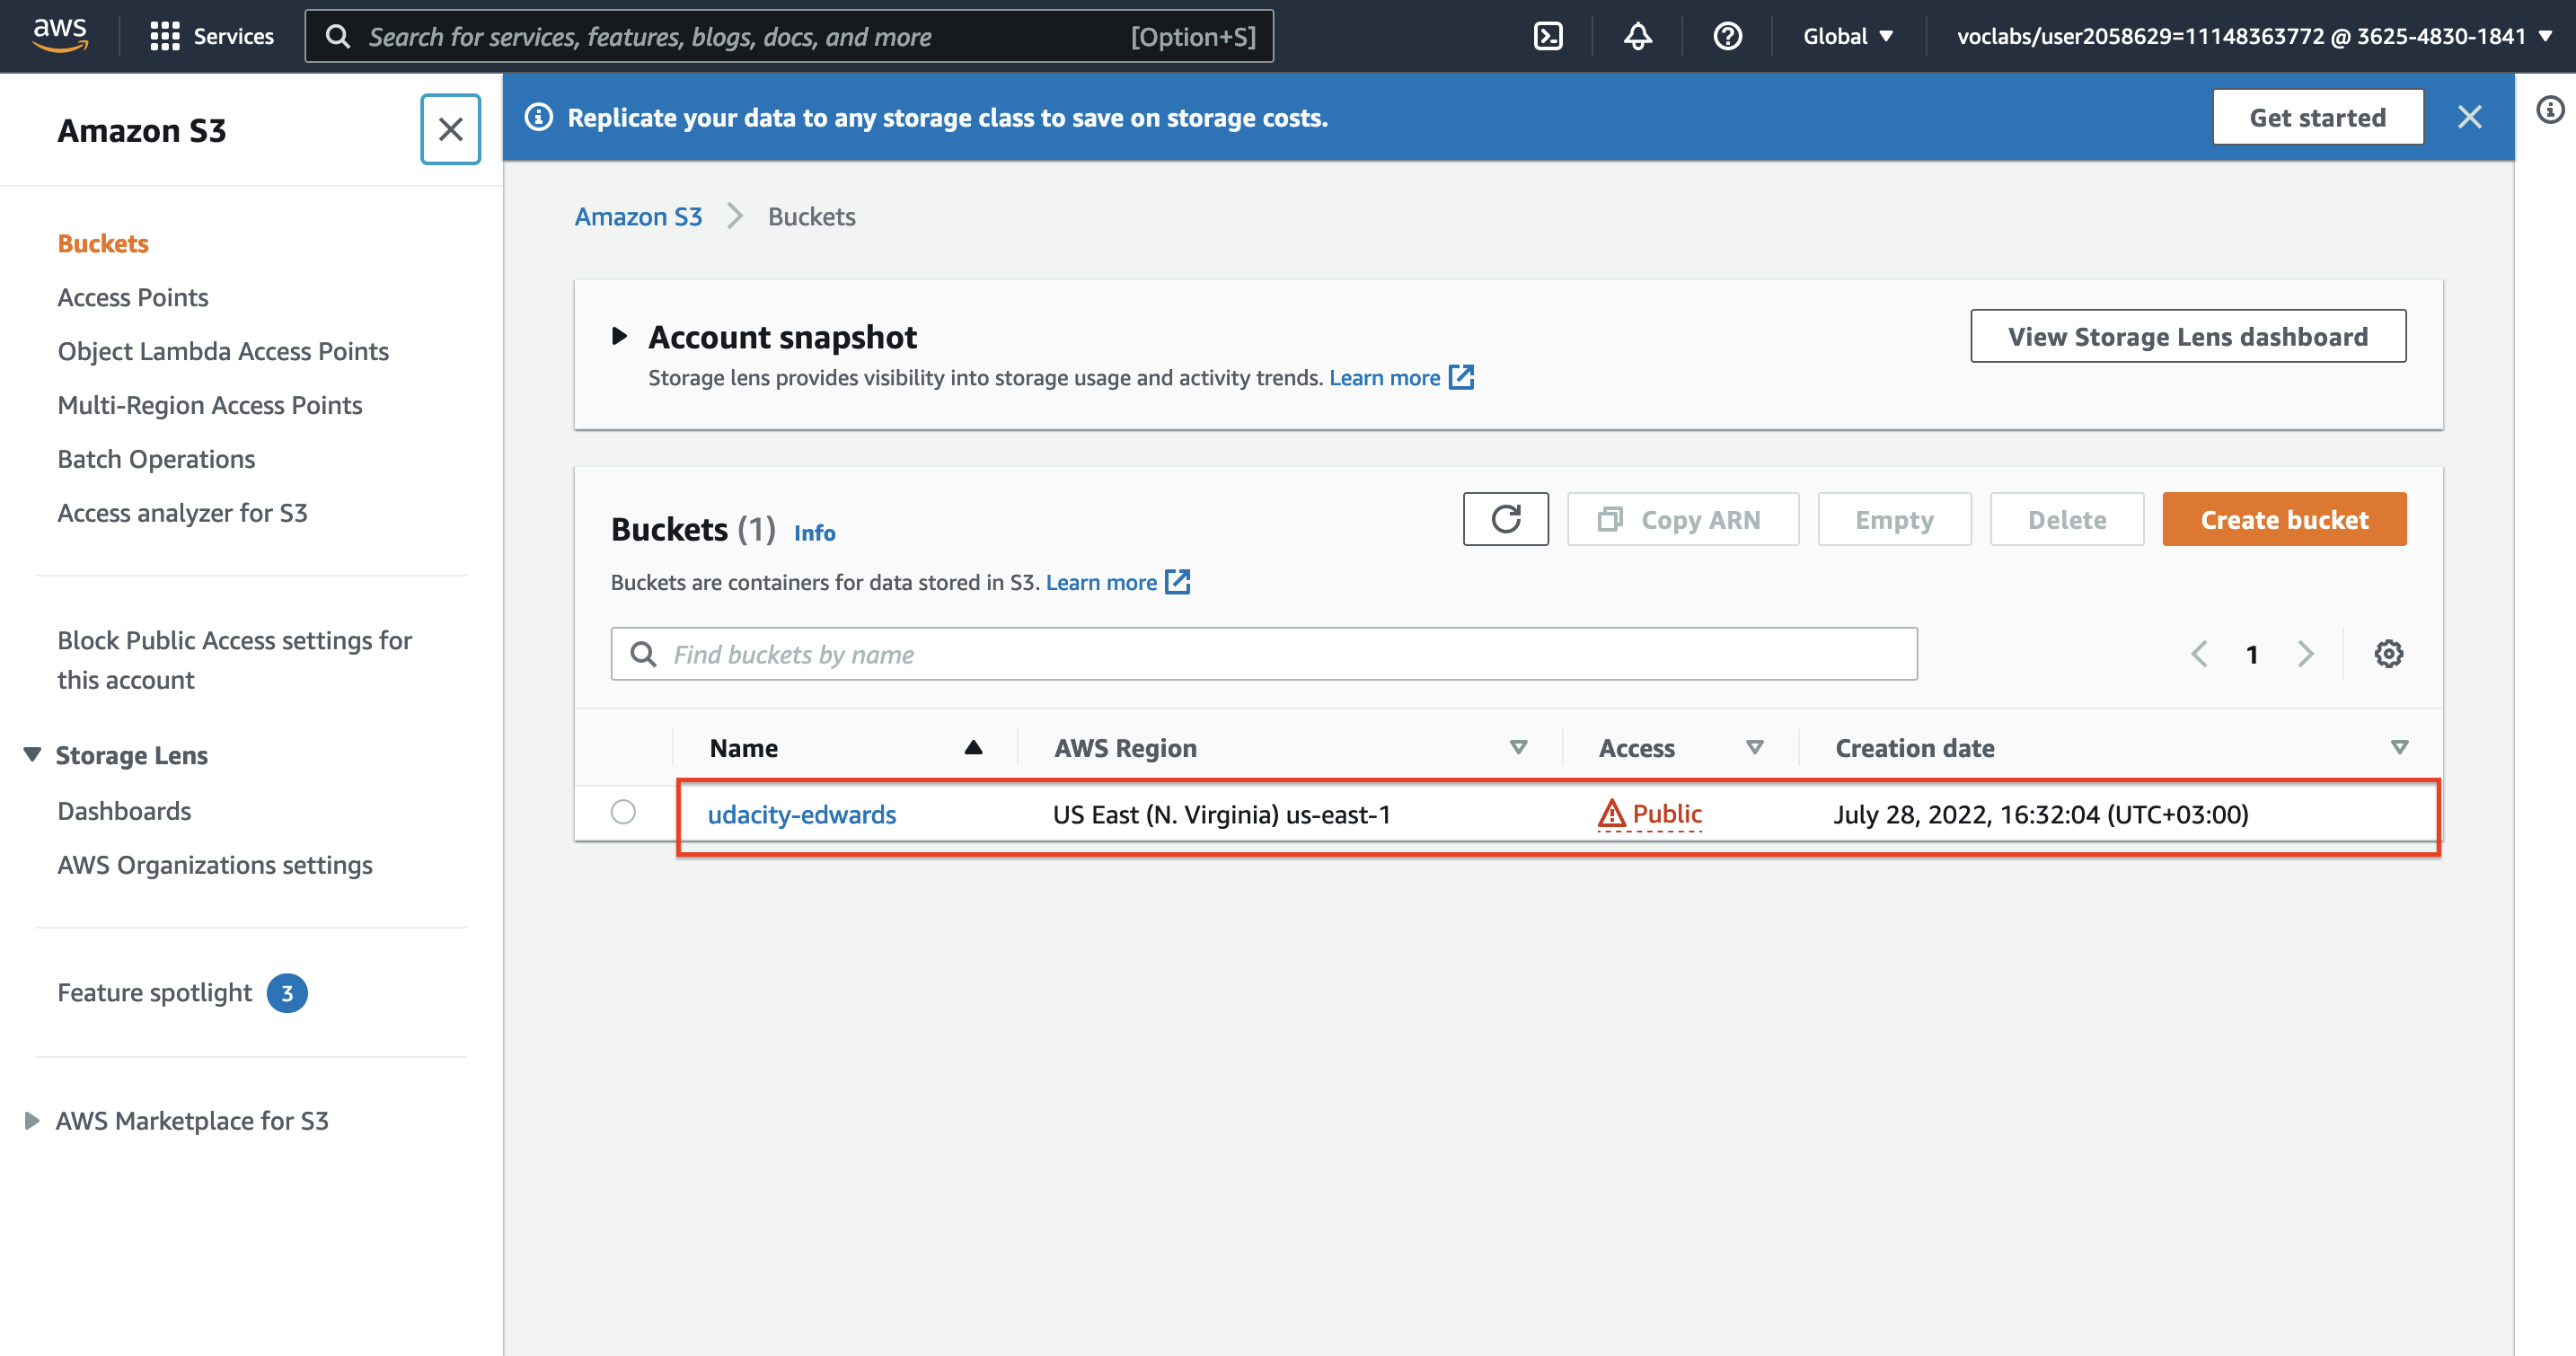 aws
Services
Search for services, features, blogs, docs, and more [Option+S]
Global
voclabs/user2058629=11148363772 @ 3625-4830-1841
Amazon S3
Buckets
Access Points
Object Lambda Access Points
Multi-Region Access Points
Batch Operations
Access analyzer for S3
Block Public Access settings for
this account
Storage Lens
Dashboards
AWS Organizations settings
Feature spotlight 3
AWS Marketplace for S3
Replicate your data to any storage class to save on storage costs.
Get started
Amazon S3 Buckets
Account snapshot
View Storage Lens dashboard
Storage lens provides visibility into storage usage and activity trends. Learn more
Buckets (1) Info
Copy ARN
Empty
Delete
Create bucket
Buckets are containers for data stored in S3. Learn more
Find buckets by name
1
Name AWS Region Access Creation date
udacity-edwards US East (N. Virginia) us-east-1 Public July 28, 2022, 16:32:04 (UTC+03:00)